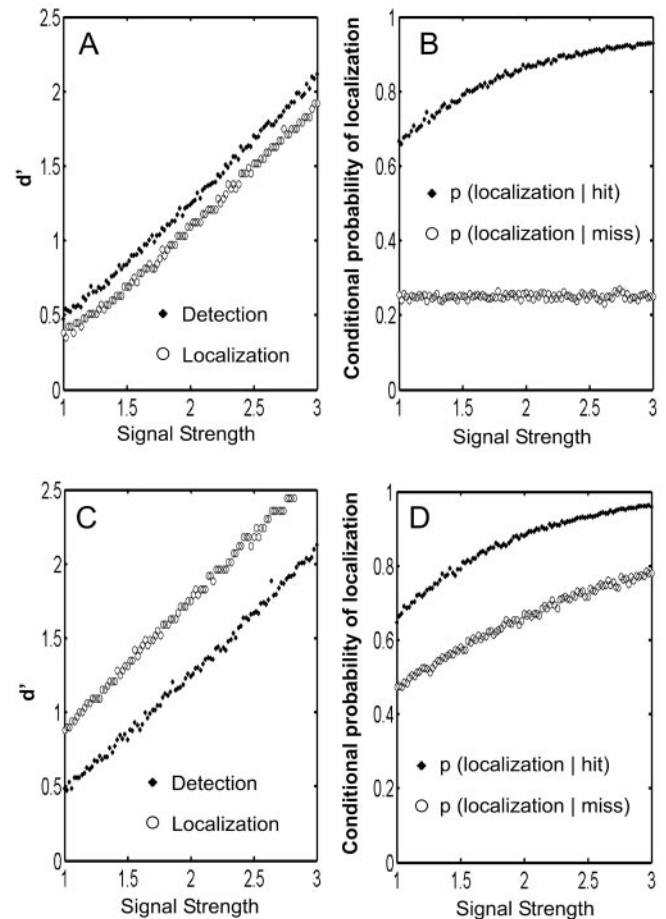 A
2.5
2
1.5
1
0.5
0
d'
Detection
Localization
1 1.5 2 2.5 3
Signal Strength
B
1
0.8
0.6
0.4
0.2
0
Conditional probability of localization
p (localization | hit)
p (localization | miss)
1 1.5 2 2.5 3
Signal Strength
C
2.5
2
1.5
1
0.5
0
d'
Detection
Localization
1 1.5 2 2.5 3
Signal Strength
D
1
0.8
0.6
0.4
0.2
0
Conditional probability of localization
p (localization | hit)
p (localization | miss)
1 1.5 2 2.5 3
Signal Strength